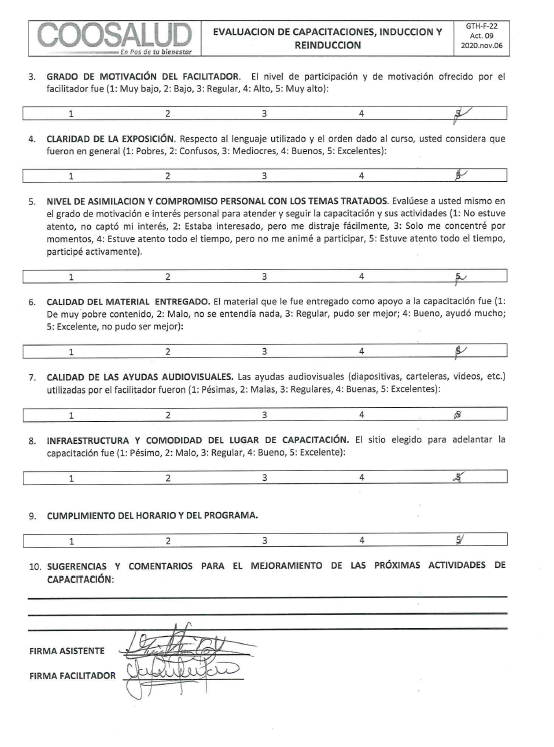 COOSALUD
En Pos de tu bienestar
EVALUACION DE CAPACITACIONES, INDUCCION Y
REINDUCCION
GTH-F-22
Act. 09
2020.nov.06
3. GRADO DE MOTIVACIÓN DEL FACILITADOR. El nivel de participación y de motivación ofrecido por el
facilitador fue (1: Muy bajo, 2: Bajo, 3: Regular, 4: Alto, 5: Muy alto):
1 2 3 4 5
4. CLARIDAD DE LA EXPOSICIÓN. Respecto al lenguaje utilizado y el orden dado al curso, usted considera que
fueron en general (1: Pobres, 2: Confusos, 3: Mediocres, 4: Buenos, 5: Excelentes):
1 2 3 4 5
5. NIVEL DE ASIMILACION Y COMPROMISO PERSONAL CON LOS TEMAS TRATADOS. Evalúese a usted mismo en
el grado de motivación e interés personal para atender y seguir la capacitación y sus actividades (1: No estuve
atento, no captó mi interés, 2: Estaba interesado, pero me distraje fácilmente, 3: Solo me concentré por
momentos, 4: Estuve atento todo el tiempo, pero no me animé a participar, 5: Estuve atento todo el tiempo,
participé activamente).
1 2 3 4 5
6. CALIDAD DEL MATERIAL ENTREGADO. El material que le fue entregado como apoyo a la capacitación fue (1:
De muy pobre contenido, 2: Malo, no se entendía nada, 3: Regular, pudo ser mejor; 4: Bueno, ayudó mucho;
5: Excelente, no pudo ser mejor):
1 2 3 4 5
7. CALIDAD DE LAS AYUDAS AUDIOVISUALES. Las ayudas audiovisuales (diapositivas, carteleras, videos, etc.)
utilizadas por el facilitador fueron (1: Pésimas, 2: Malas, 3: Regulares, 4: Buenas, 5: Excelentes):
1 2 3 4 5
8. INFRAESTRUCTURA Y COMODIDAD DEL LUGAR DE CAPACITACIÓN. El sitio elegido para adelantar la
capacitación fue (1: Pésimo, 2: Malo, 3: Regular, 4: Bueno, 5: Excelente):
1 2 3 4 5
9. CUMPLIMIENTO DEL HORARIO Y DEL PROGRAMA.
1 2 3 4 5
10. SUGERENCIAS Y COMENTARIOS PARA EL MEJORAMIENTO DE LAS PRÓXIMAS ACTIVIDADES DE
CAPACITACIÓN:
FIRMA ASISTENTE
FIRMA FACILITADOR